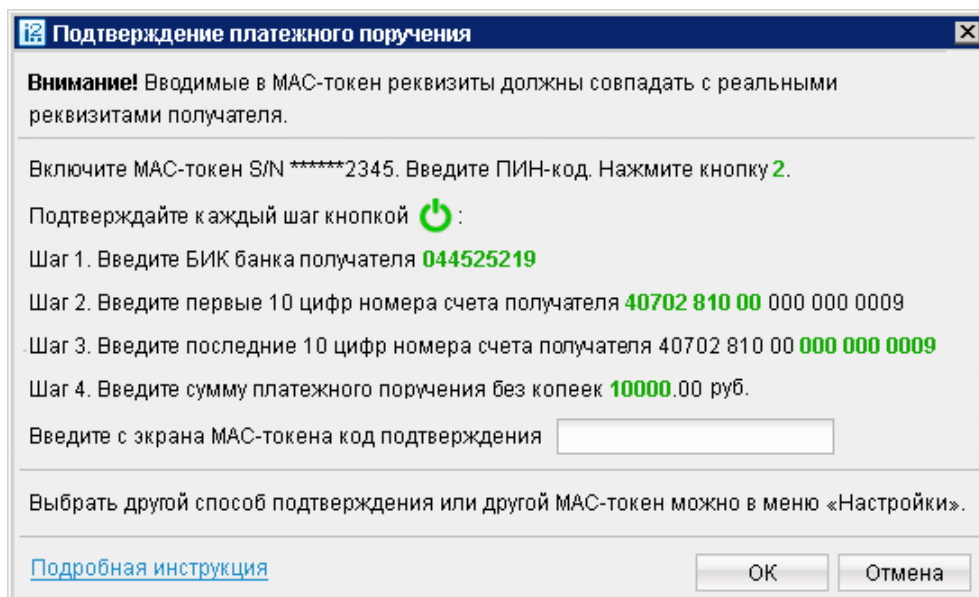 i2
Подтверждение платежного поручения
Внимание! Вводимые в МАС-токен реквизиты должны совпадать с реальными
реквизитами получателя.
Включите МАС-токен S/N ******2345. Введите ПИН-код. Нажмите кнопку 2.
Подтверждайте каждый шаг кнопкой :
Шаг 1. Введите БИК банка получателя 044525219
Шаг 2. Введите первые 10 цифр номера счета получателя 40702 810 00 000 000 0009
Шаг 3. Введите последние 10 цифр номера счета получателя 40702 810 00 000 000 0009
Шаг 4. Введите сумму платежного поручения без копеек 10000.00 руб.
Введите с экрана МАС-токена код подтверждения
Выбрать другой способ подтверждения или другой МАС-токен можно в меню «Настройки».
Подробная инструкция
ОК
Отмена